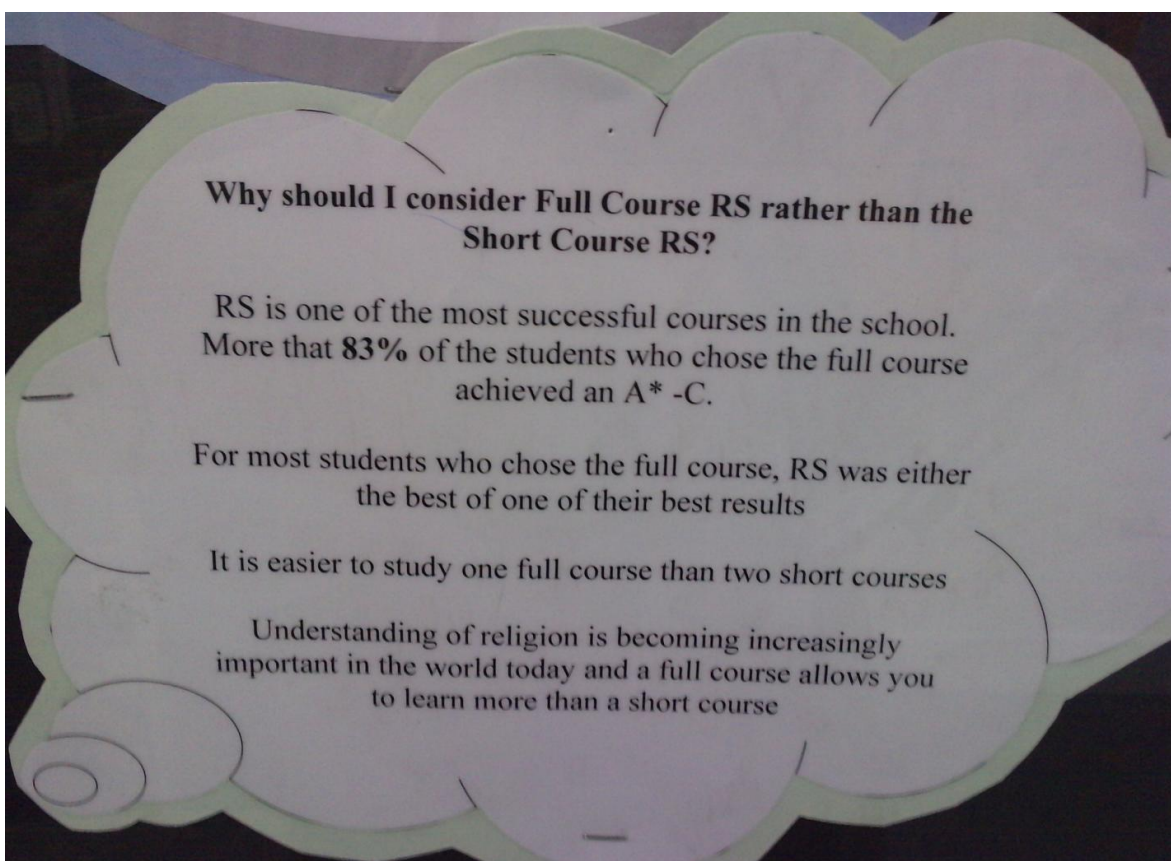 Why should I consider Full Course RS rather than the
Short Course RS?
RS is one of the most successful courses in the school.
More that 83% of the students who chose the full course
achieved an A* -C.
For most students who chose the full course, RS was either
the best of one of their best results
It is easier to study one full course than two short courses
Understanding of religion is becoming increasingly
important in the world today and a full course allows you
to learn more than a short course